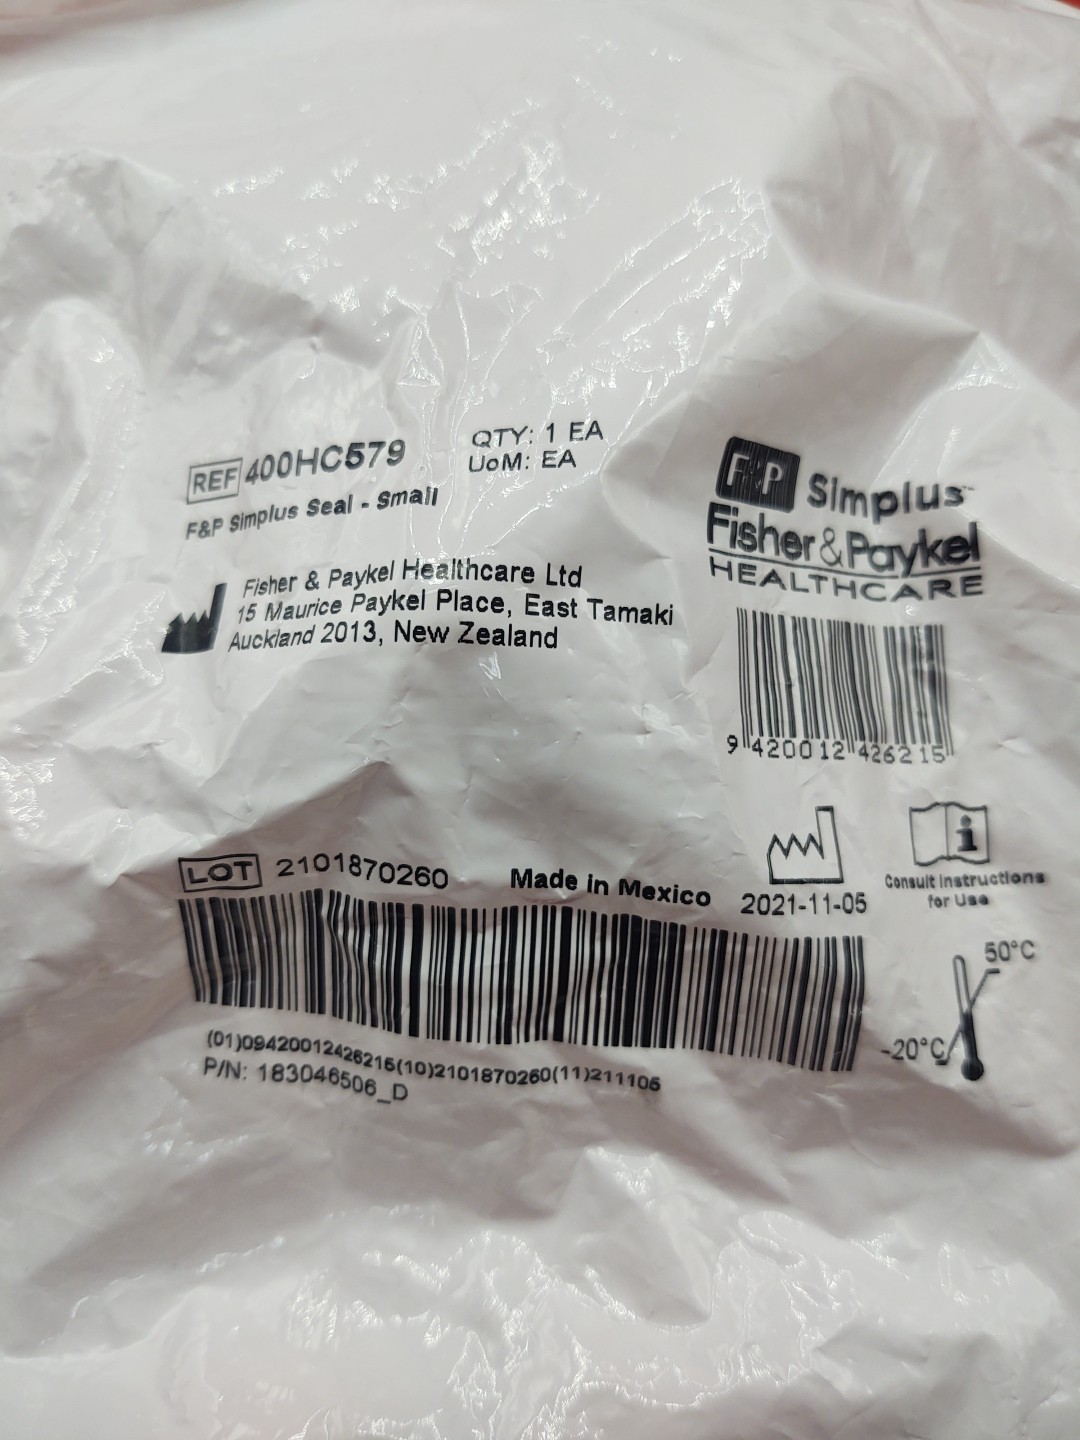 REF 400HC579
QTY: 1 EA
UoM: EA
F&P Simplus Seal - Small
Fisher & Paykel Healthcare Ltd
15 Maurice Paykel Place, East Tamaki
Auckland 2013, New Zealand
F&P Simplus™
Fisher & Paykel
HEALTHCARE
9 420012 426215
LOT 2101870260
Made in Mexico
2021-11-05
i
Consult Instructions
for Use
50°C
-20°C
(01)09420012426215(10)2101870260(11)211105
P/N: 183046506_D